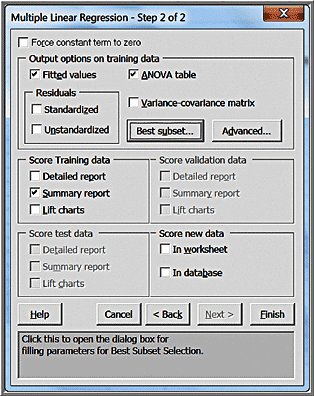 Multiple Linear Regression - Step 2 of 2
X
Force constant term to zero
Output options on training data
Fitted values
ANOVA table
Residuals
Standardized
Unstandardized
Variance-covariance matrix
Best subset...
Advanced...
Score Training data
Detailed report
Summary report
Lift charts
Score validation data
Detailed report
Summary report
Lift charts
Score test data
Detailed report
Summary report
Lift charts
Score new data
In worksheet
In database
Help
Cancel
< Back
Next >
Finish
Click this to open the dialog box for
filling parameters for Best Subset Selection.